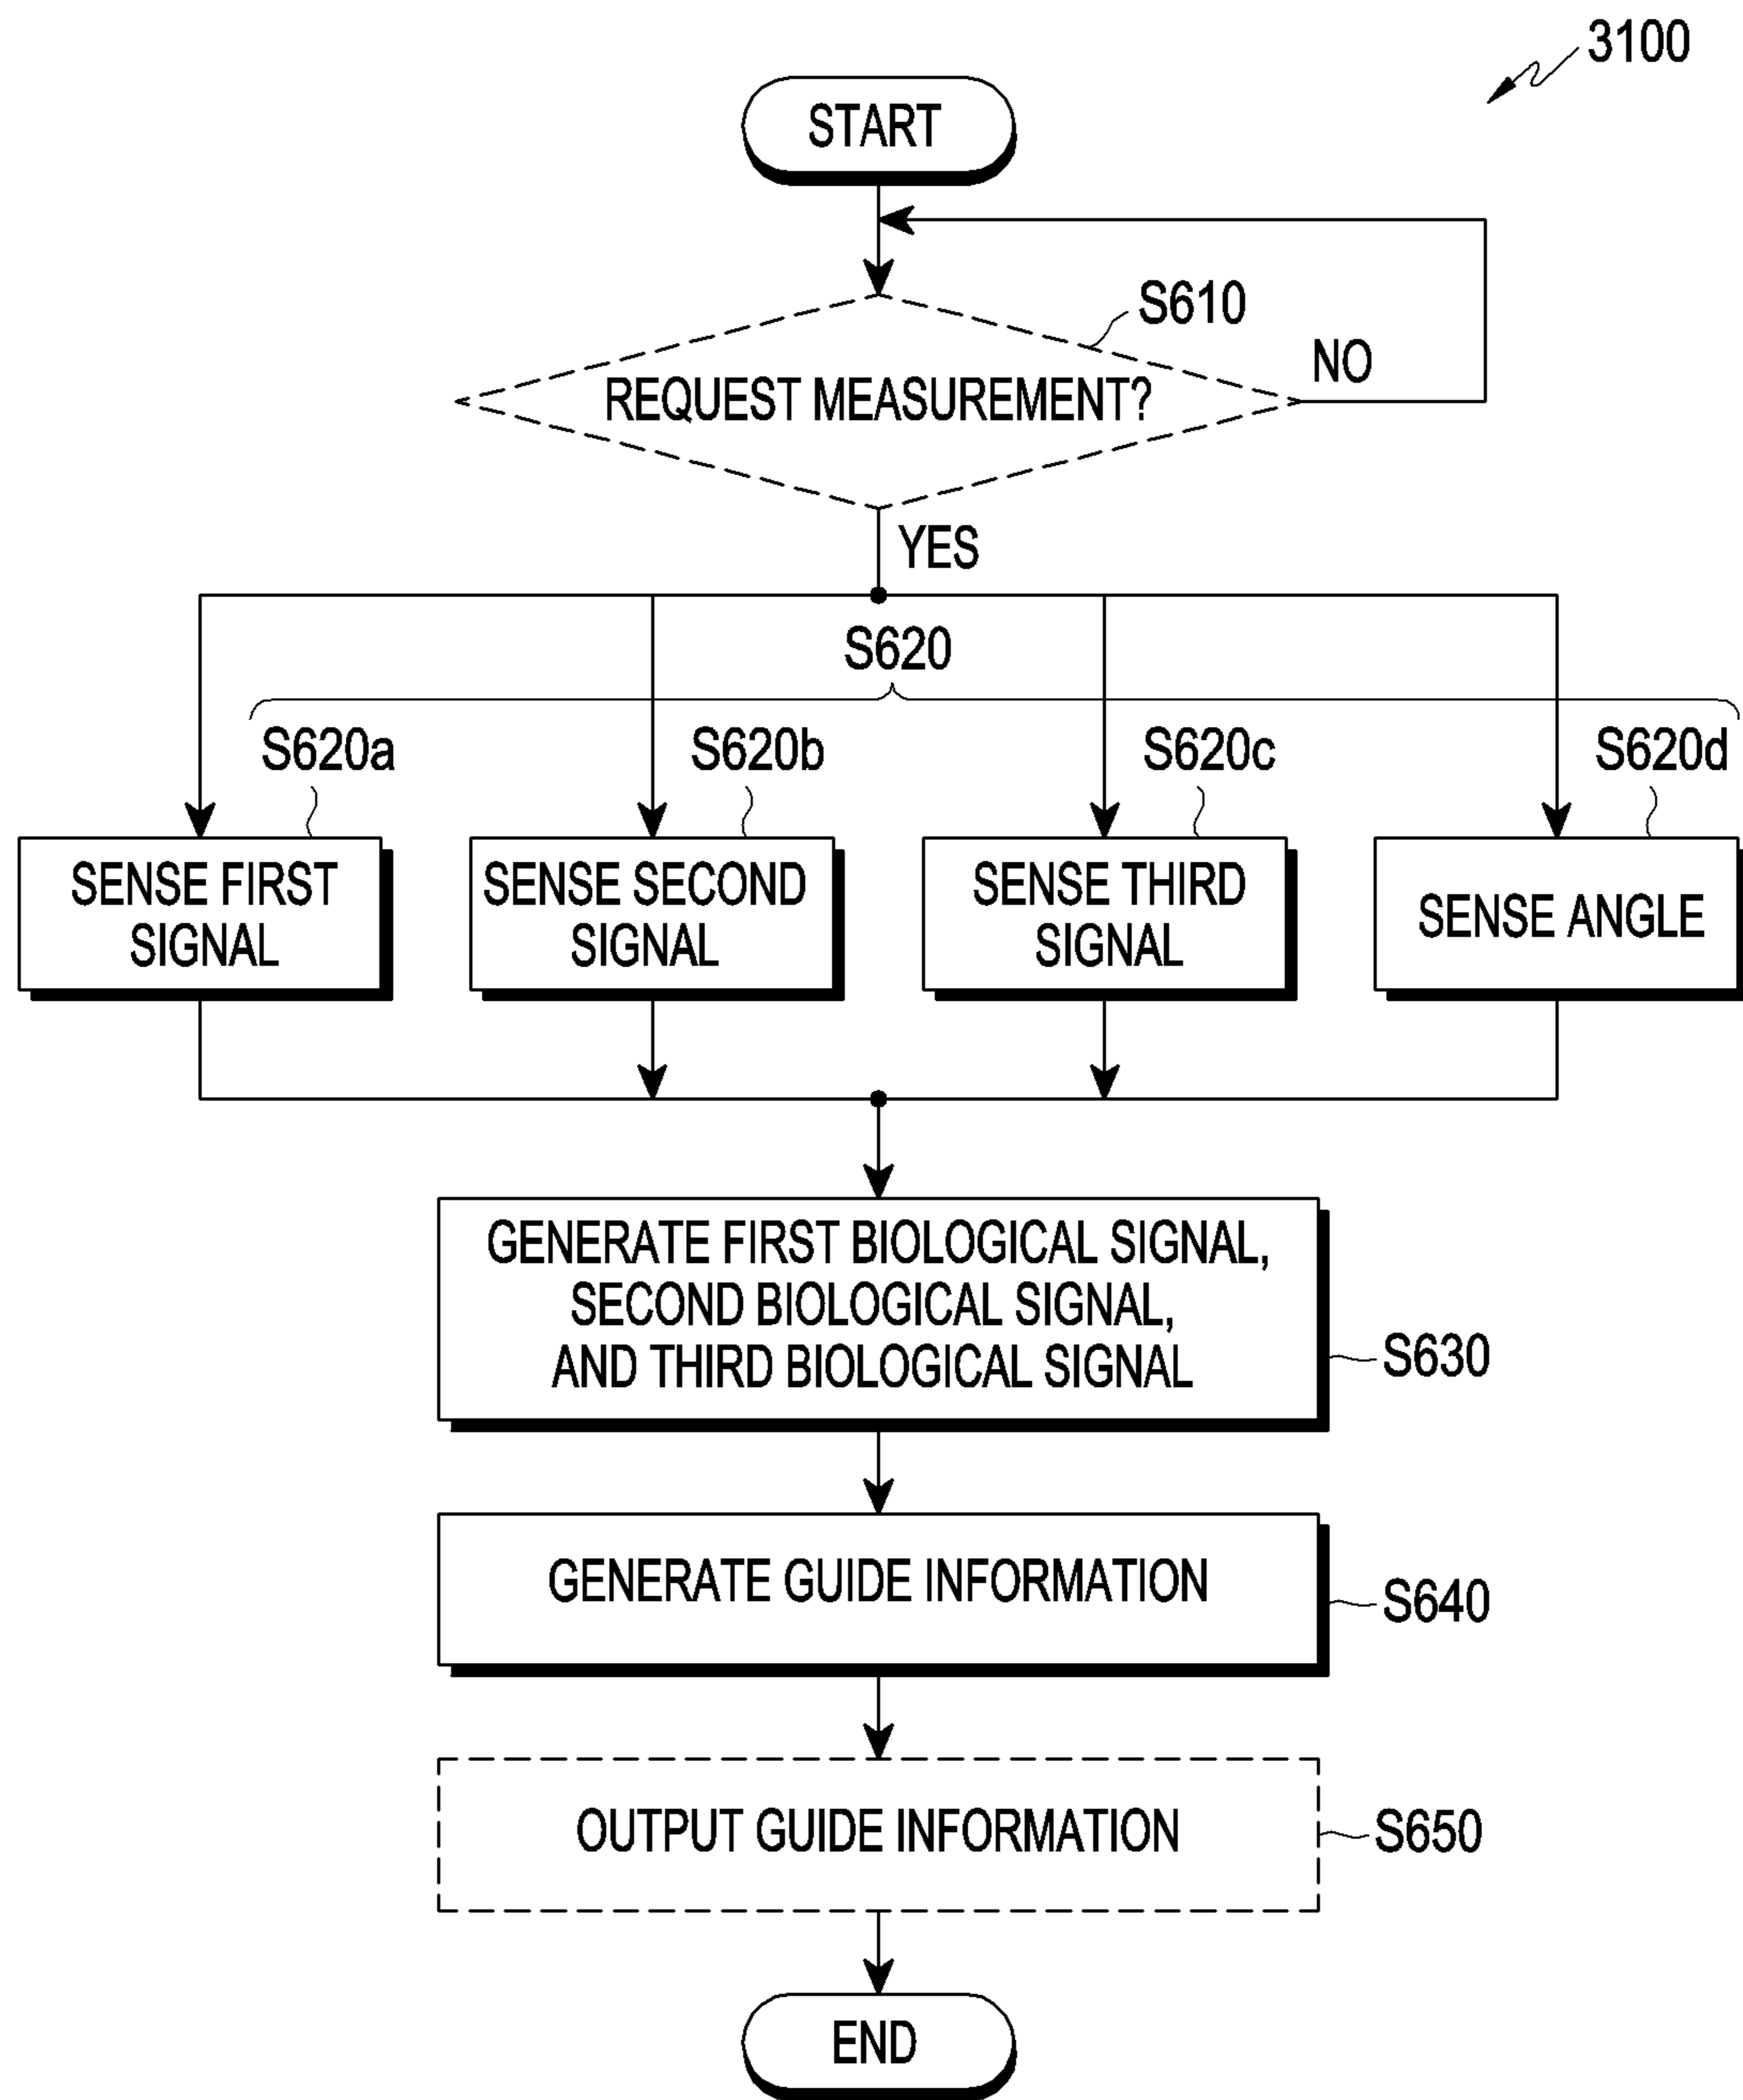 3100
START
S610
NO
REQUEST MEASUREMENT?
YES
S620
S620a
S620b
S620c
S620d
SENSE FIRST
SIGNAL
SENSE SECOND
SIGNAL
SENSE THIRD
SIGNAL
SENSE ANGLE
GENERATE FIRST BIOLOGICAL SIGNAL,
SECOND BIOLOGICAL SIGNAL,
AND THIRD BIOLOGICAL SIGNAL
S630
GENERATE GUIDE INFORMATION
S640
OUTPUT GUIDE INFORMATION
S650
END